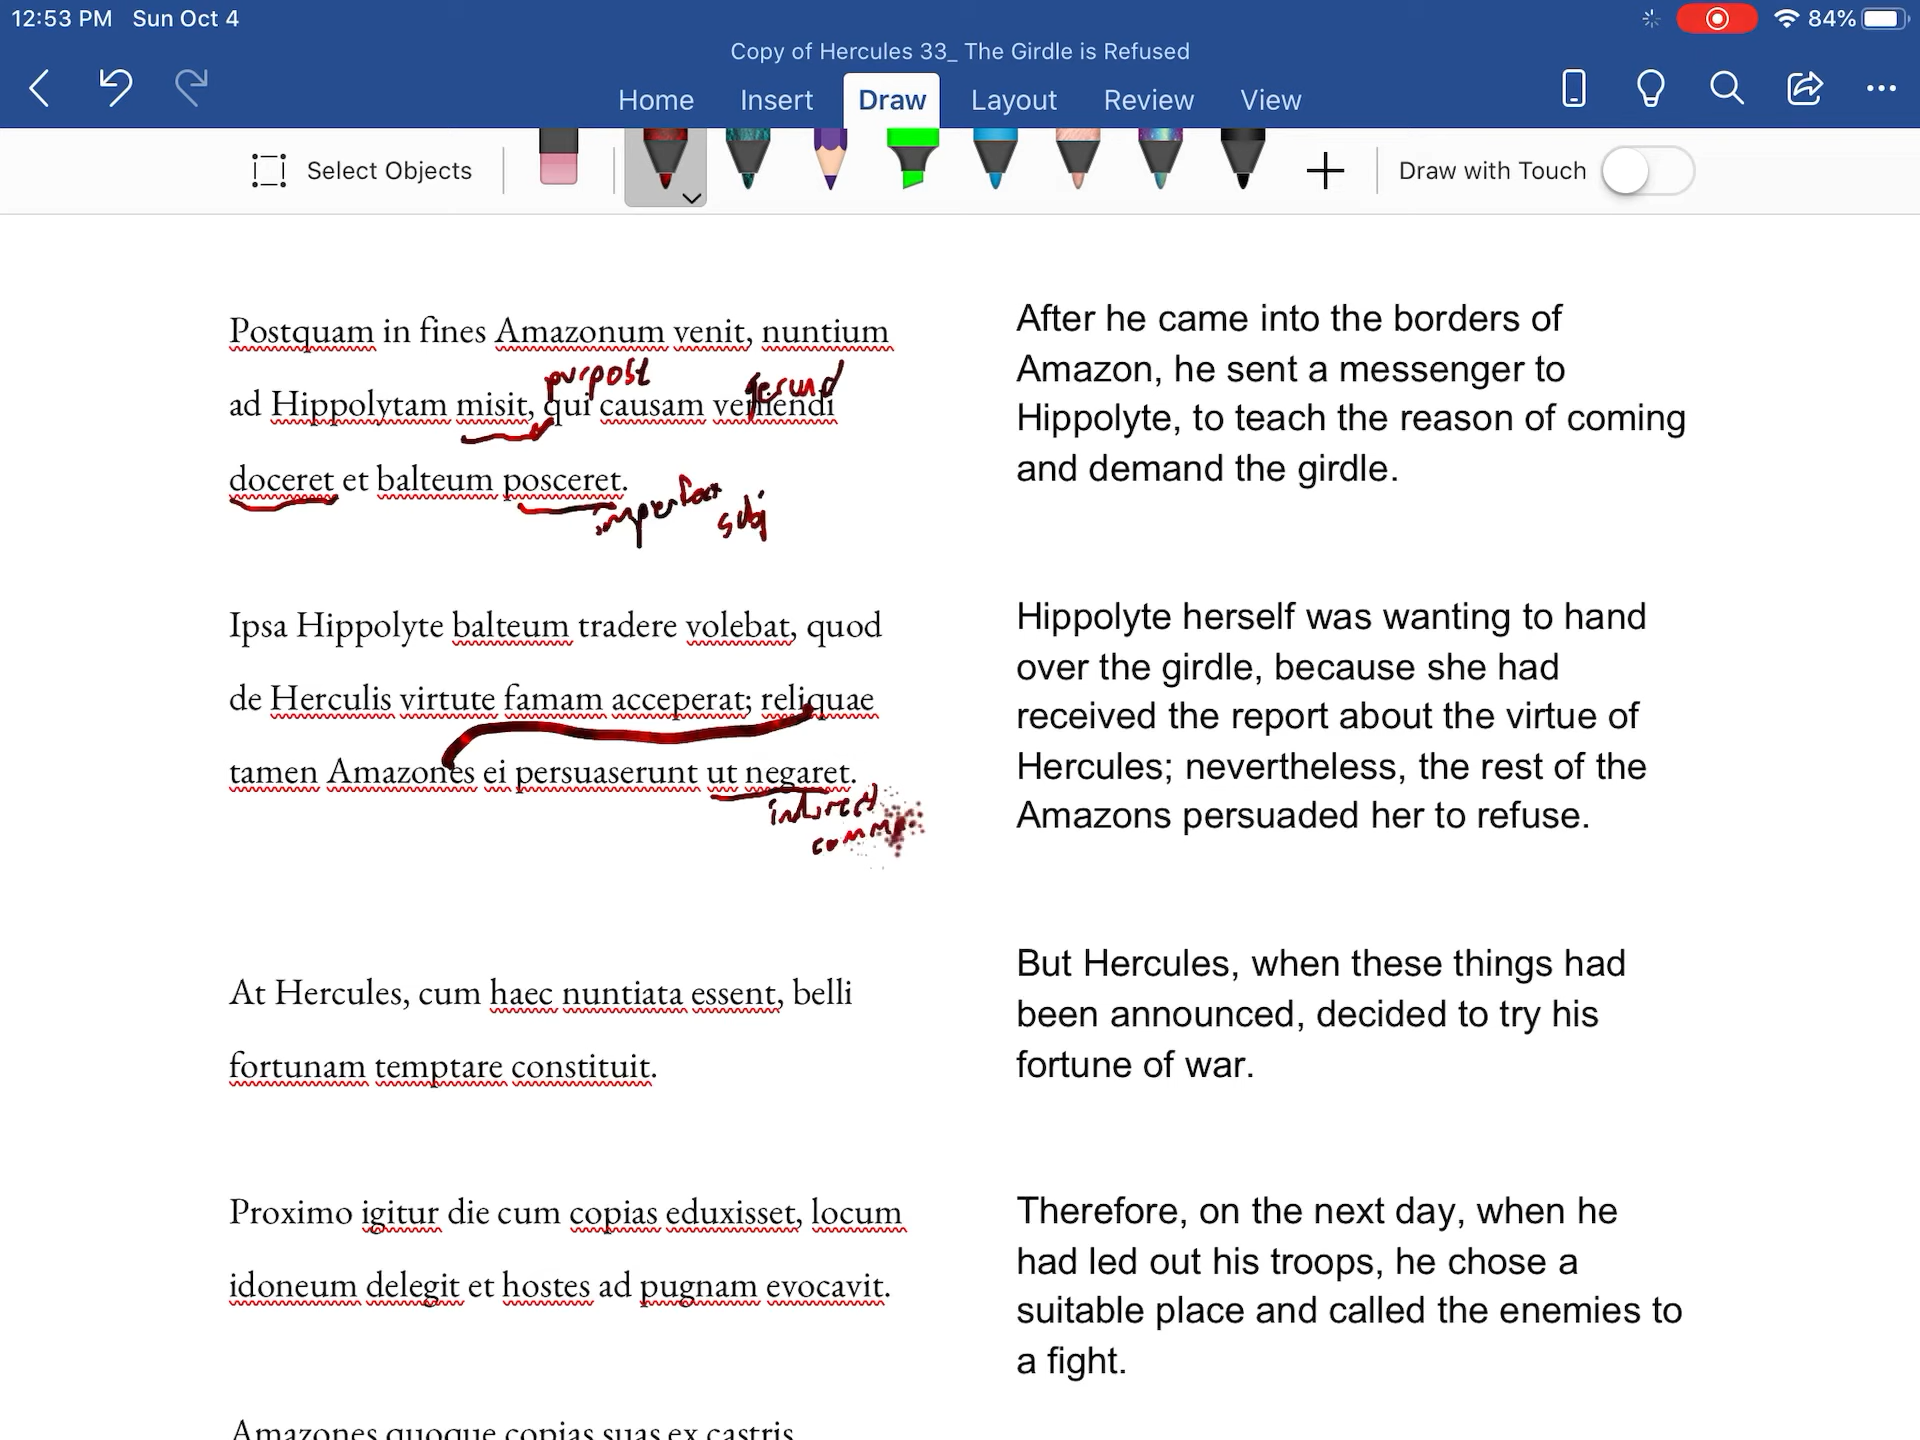 12:53 PM Sun Oct 4
84%
Copy of Hercules 33_ The Girdle is Refused
Home Insert Draw Layout Review View
Select Objects
Draw with Touch
Postquam in fines Amazonum venit, nuntium
purpost gerund
ad Hippolytam misit, qui causam veniendi
doceret et balteum posceret.
imperfect
subj
After he came into the borders of
Amazon, he sent a messenger to
Hippolyte, to teach the reason of coming
and demand the girdle.
Ipsa Hippolyte balteum tradere volebat, quod
de Herculis virtute famam acceperat; reliquae
tamen Amazones ei persuaserunt ut negaret.
indirect
comm
Hippolyte herself was wanting to hand
over the girdle, because she had
received the report about the virtue of
Hercules; nevertheless, the rest of the
Amazons persuaded her to refuse.
At Hercules, cum haec nuntiata essent, belli
fortunam temptare constituit.
But Hercules, when these things had
been announced, decided to try his
fortune of war.
Proximo igitur die cum copias eduxisset, locum
idoneum delegit et hostes ad pugnam evocavit.
Therefore, on the next day, when he
had led out his troops, he chose a
suitable place and called the enemies to
a fight.
Amazones quoque copias suas ex castris